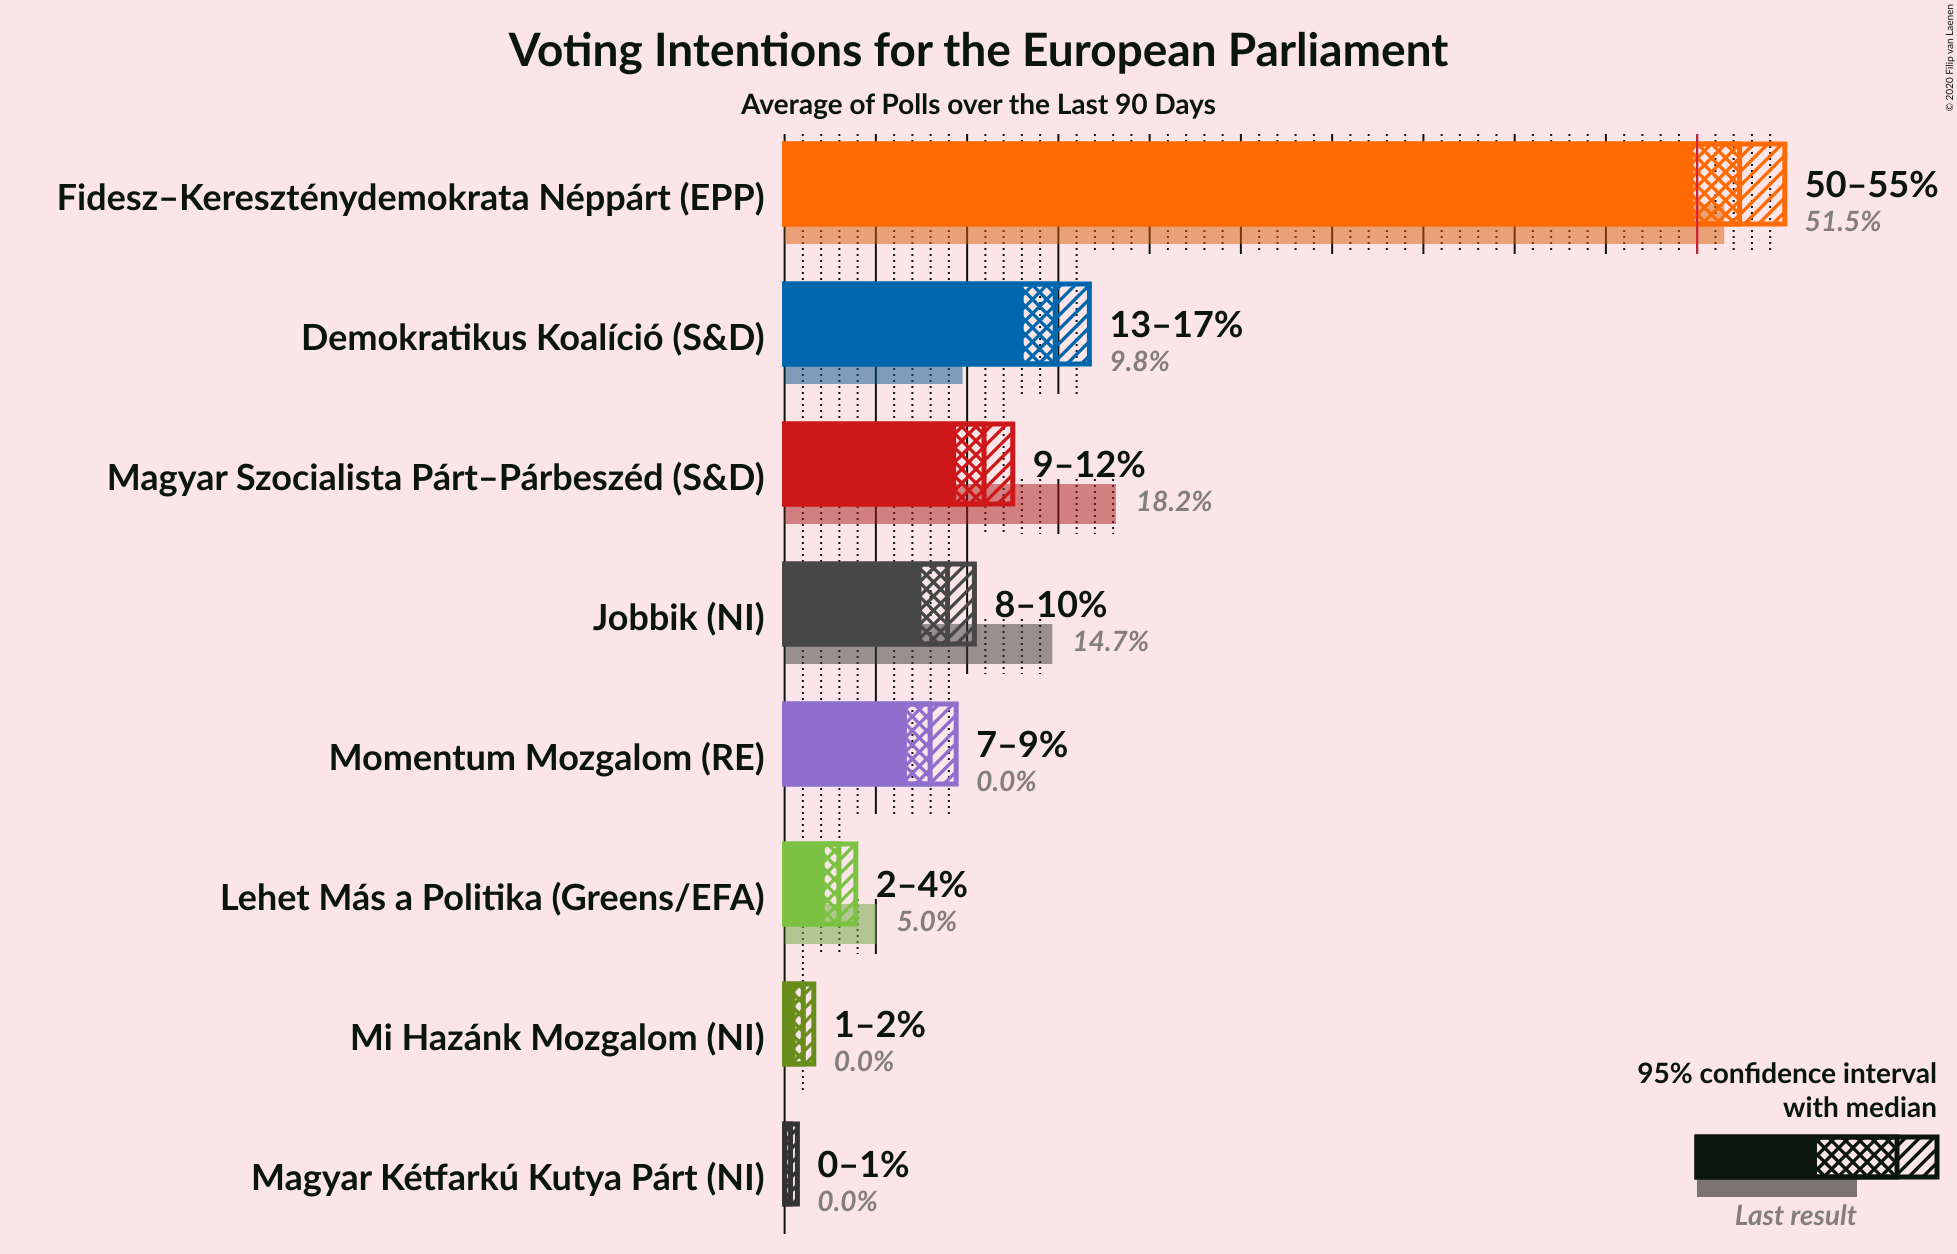 Voting Intentions for the European Parliament
Average of Polls over the Last 90 Days
© 2020 Filip van Laenen
Fidesz–Kereszténydemokrata Néppárt (EPP)
50–55%
51.5%
Demokratikus Koalíció (S&D)
13–17%
9.8%
Magyar Szocialista Párt–Párbeszéd (S&D)
9–12%
18.2%
Jobbik (NI)
8–10%
14.7%
Momentum Mozgalom (RE)
7–9%
0.0%
Lehet Más a Politika (Greens/EFA)
2–4%
5.0%
Mi Hazánk Mozgalom (NI)
1–2%
0.0%
Magyar Kétfarkú Kutya Párt (NI)
0–1%
0.0%
95% confidence interval
with median
Last result